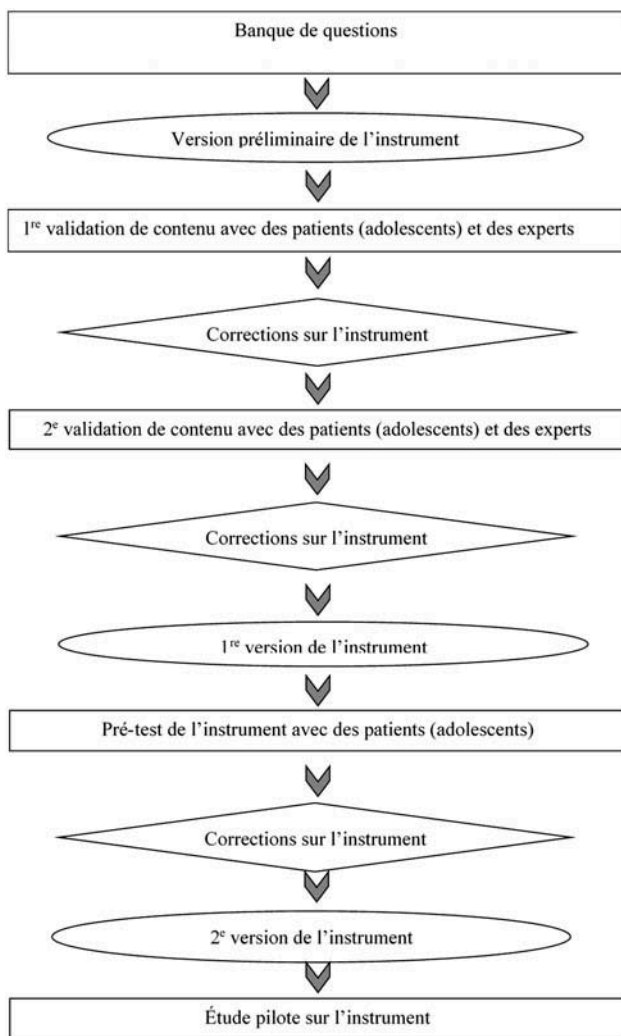 Banque de questions
Version préliminaire de l’instrument
1re validation de contenu avec des patients (adolescents) et des experts
Corrections sur l’instrument
2e validation de contenu avec des patients (adolescents) et des experts
Corrections sur l’instrument
1re version de l’instrument
Pré-test de l’instrument avec des patients (adolescents)
Corrections sur l’instrument
2e version de l’instrument
Étude pilote sur l’instrument